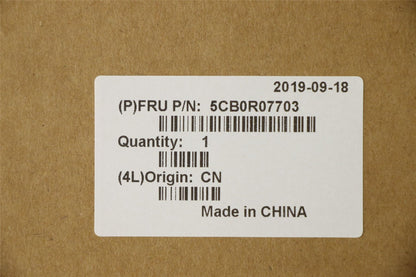 2019-09-18
(P)FRU P/N: 5CB0R07703
Quantity: 1
(4L)Origin: CN
Made in CHINA